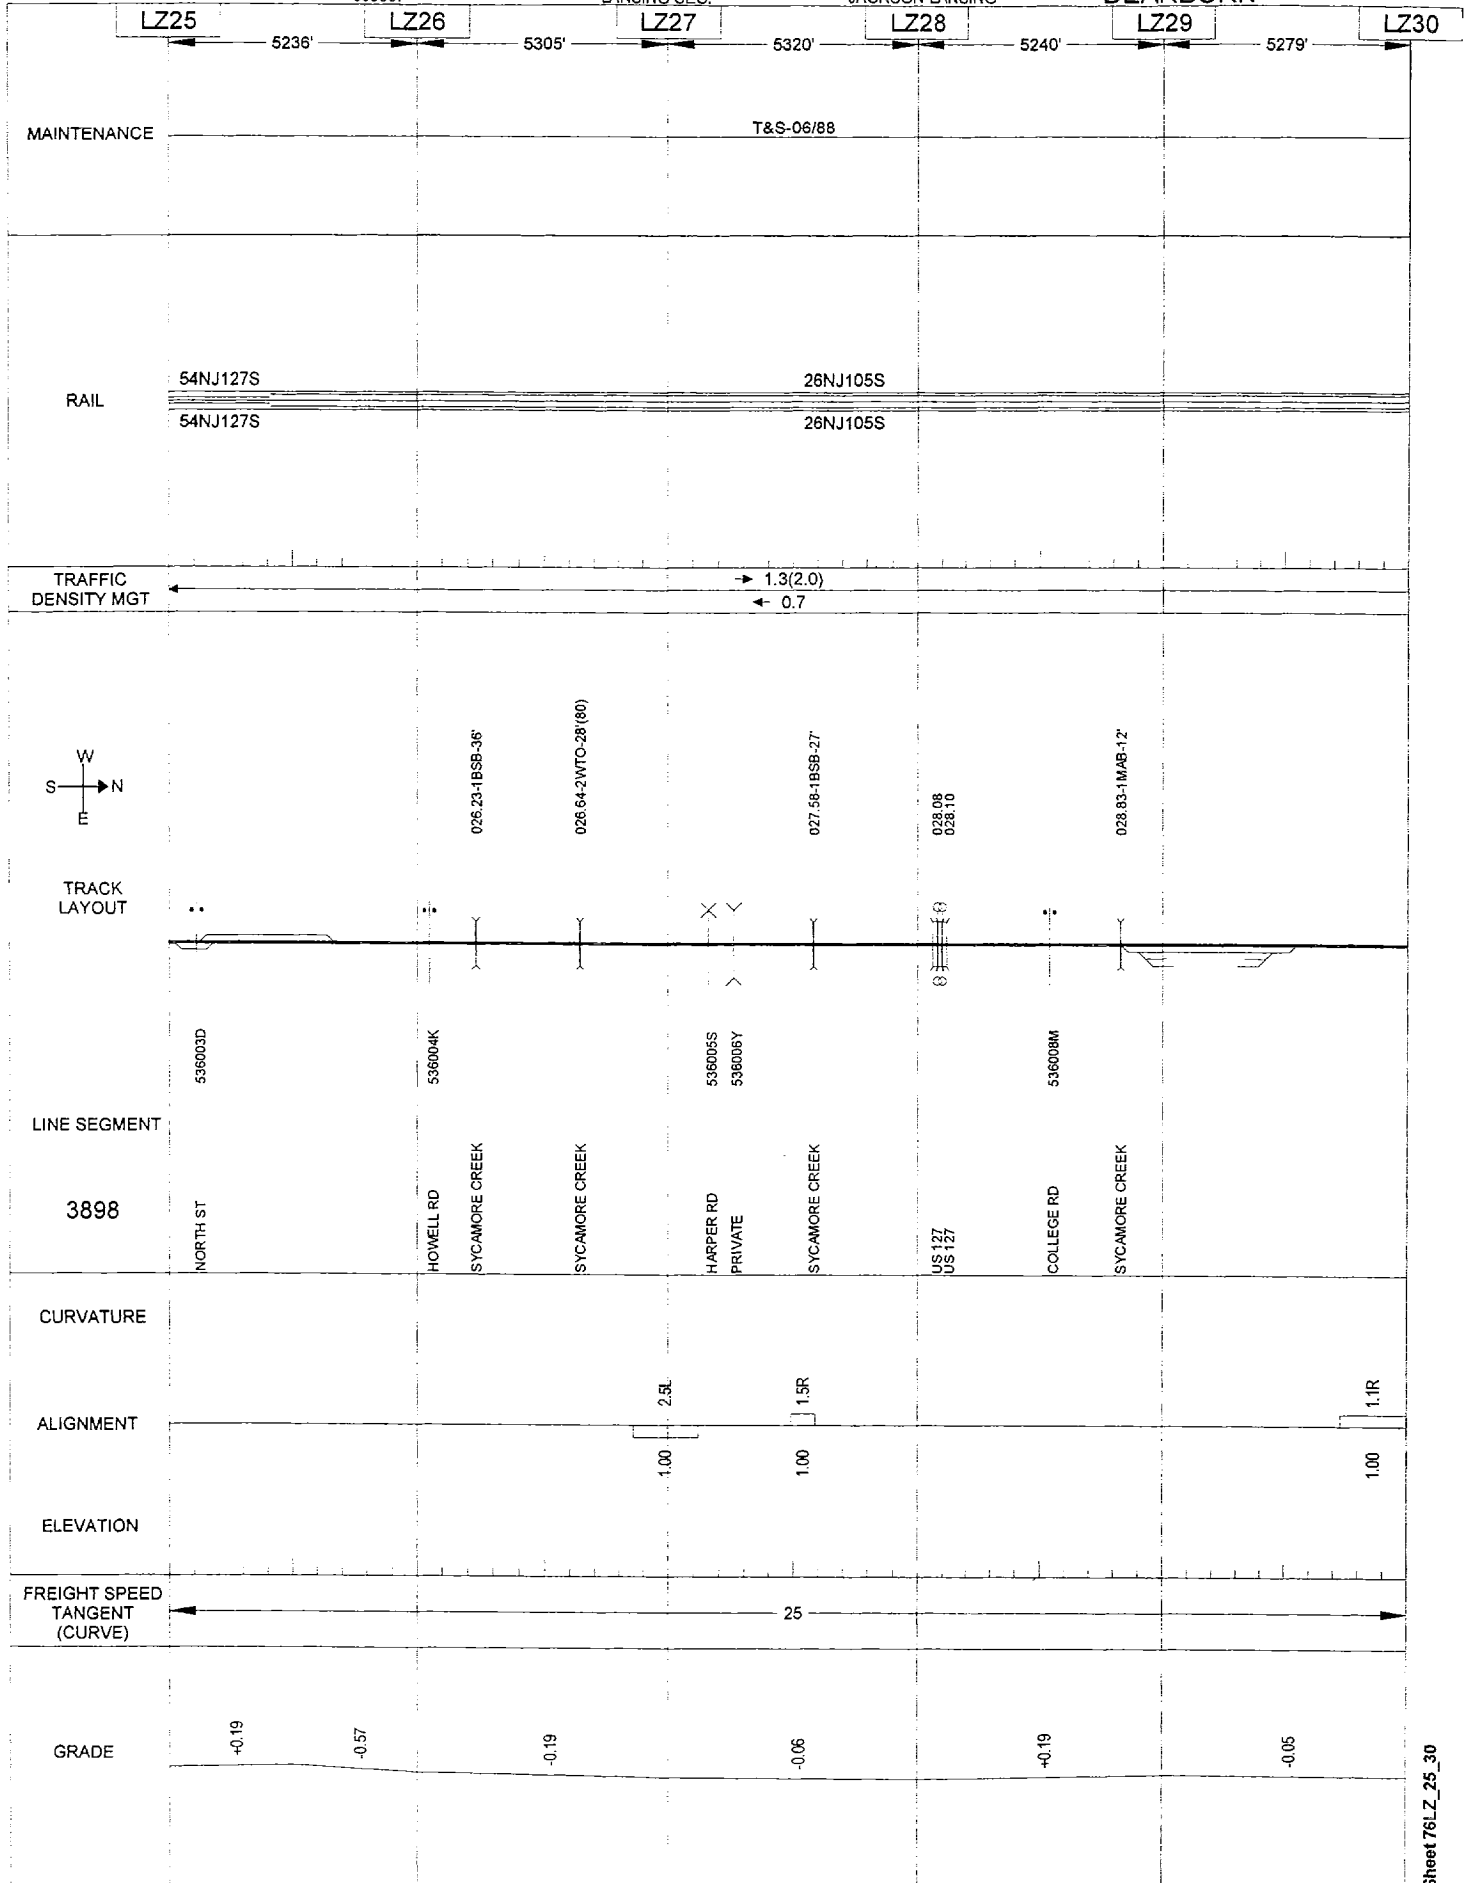 LANSING SEC.
JACKSON-LANSING
DEARBORN
LZ25
LZ26
LZ27
LZ28
LZ29
LZ30
5236'
5305'
5320'
5240'
5279'
MAINTENANCE
T&S-06/88
RAIL
54NJ127S
26NJ105S
54NJ127S
26NJ105S
TRAFFIC
DENSITY MGT
1.3(2.0)
0.7
W
S N
E
026.23-1BSB-36'
026.64-2WTO-28'(80)
027.58-1BSB-27'
028.08
028.10
028.83-1MAB-12'
TRACK
LAYOUT
536003D
536004K
536005S
536006Y
536008M
LINE SEGMENT
3898
NORTH ST
HOWELL RD
SYCAMORE CREEK
SYCAMORE CREEK
HARPER RD
PRIVATE
SYCAMORE CREEK
US 127
US 127
COLLEGE RD
SYCAMORE CREEK
CURVATURE
2.5L
1.5R
1.1R
ALIGNMENT
1.00
1.00
1.00
ELEVATION
FREIGHT SPEED
TANGENT
(CURVE)
25
GRADE
+0.19
-0.57
-0.19
-0.06
+0.19
-0.05
Sheet 76LZ_25_30